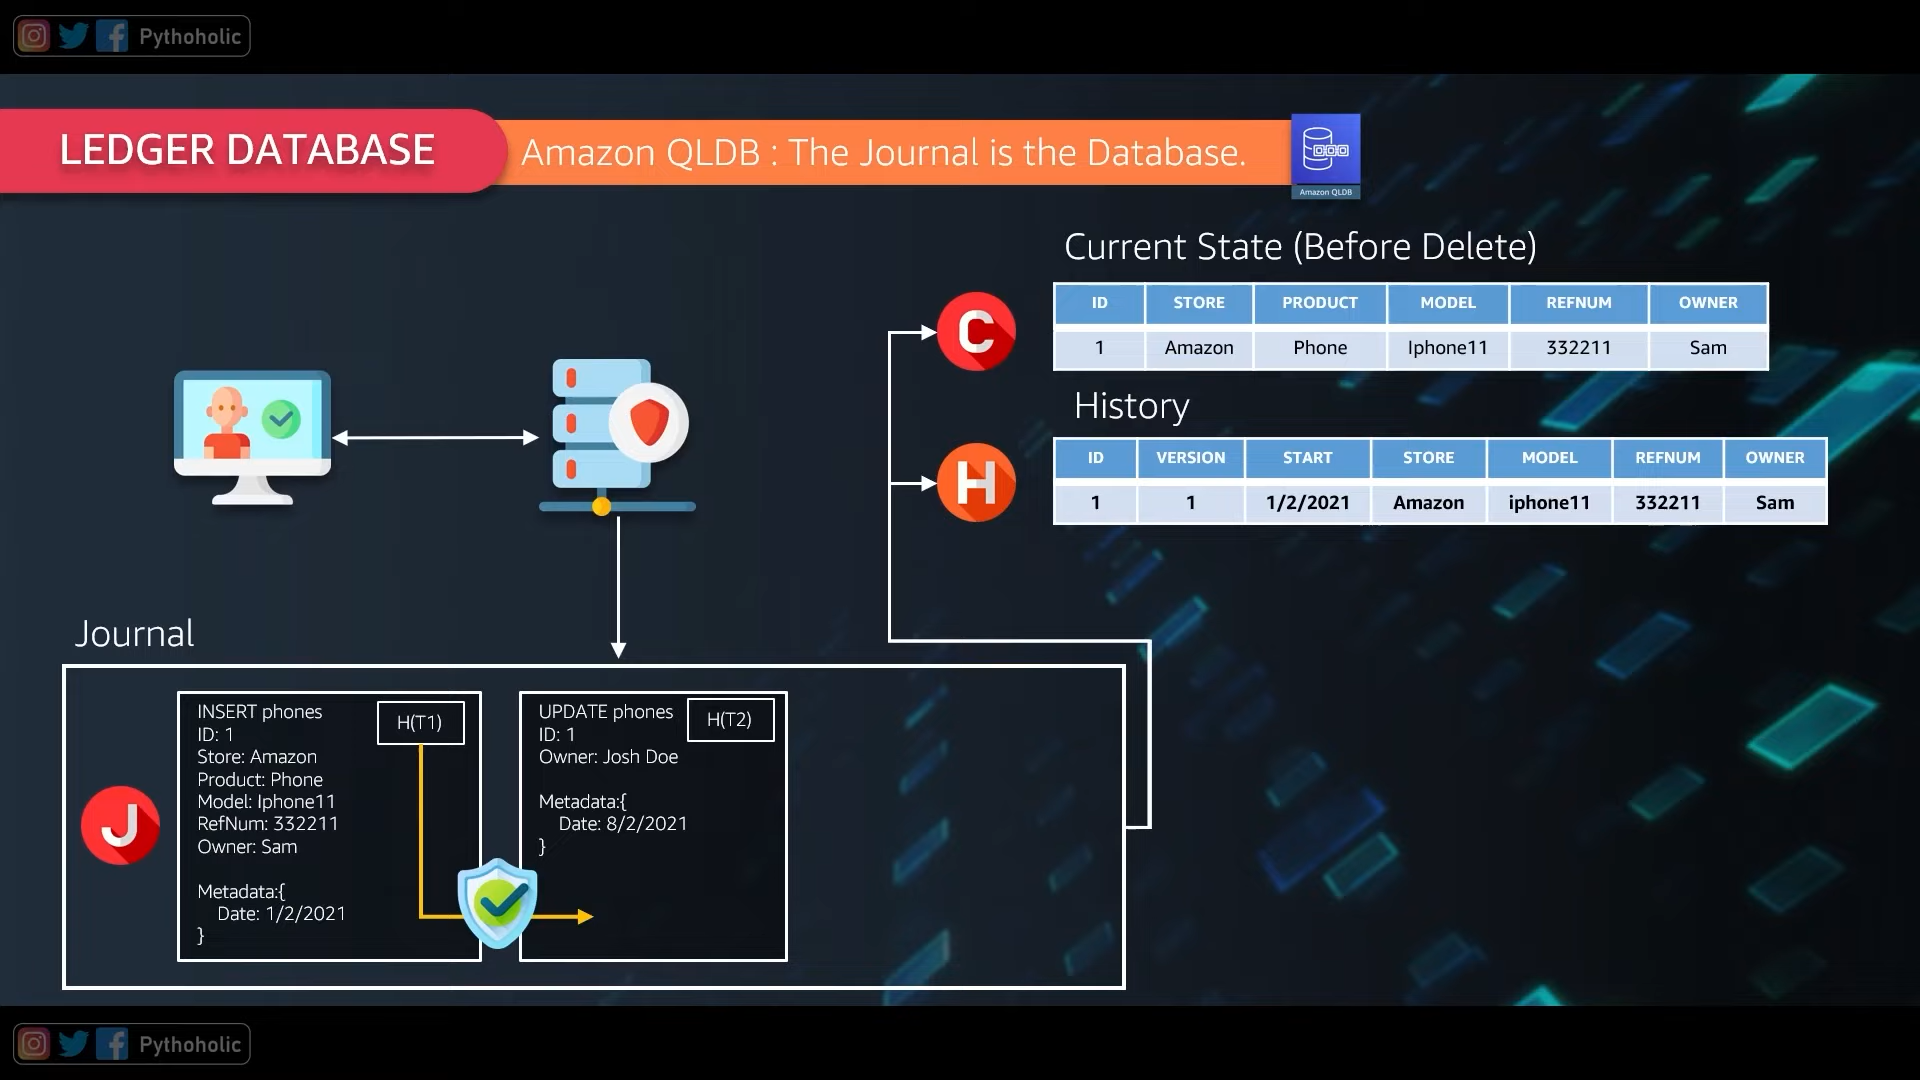 Pythoholic
LEDGER DATABASE
Amazon QLDB : The Journal is the Database.
Amazon QLDB
Current State (Before Delete)
ID STORE PRODUCT MODEL REFNUM OWNER
1 Amazon Phone Iphone11 332211 Sam
C
History
ID VERSION START STORE MODEL REFNUM OWNER
1 1 1/2/2021 Amazon iphone11 332211 Sam
H
Journal
J
INSERT phones
H(T1)
ID: 1
Store: Amazon
Product: Phone
Model: Iphone11
RefNum: 332211
Owner: Sam
Metadata:{
Date: 1/2/2021
}
UPDATE phones
H(T2)
ID: 1
Owner: Josh Doe
Metadata:{
Date: 8/2/2021
}
Pythoholic